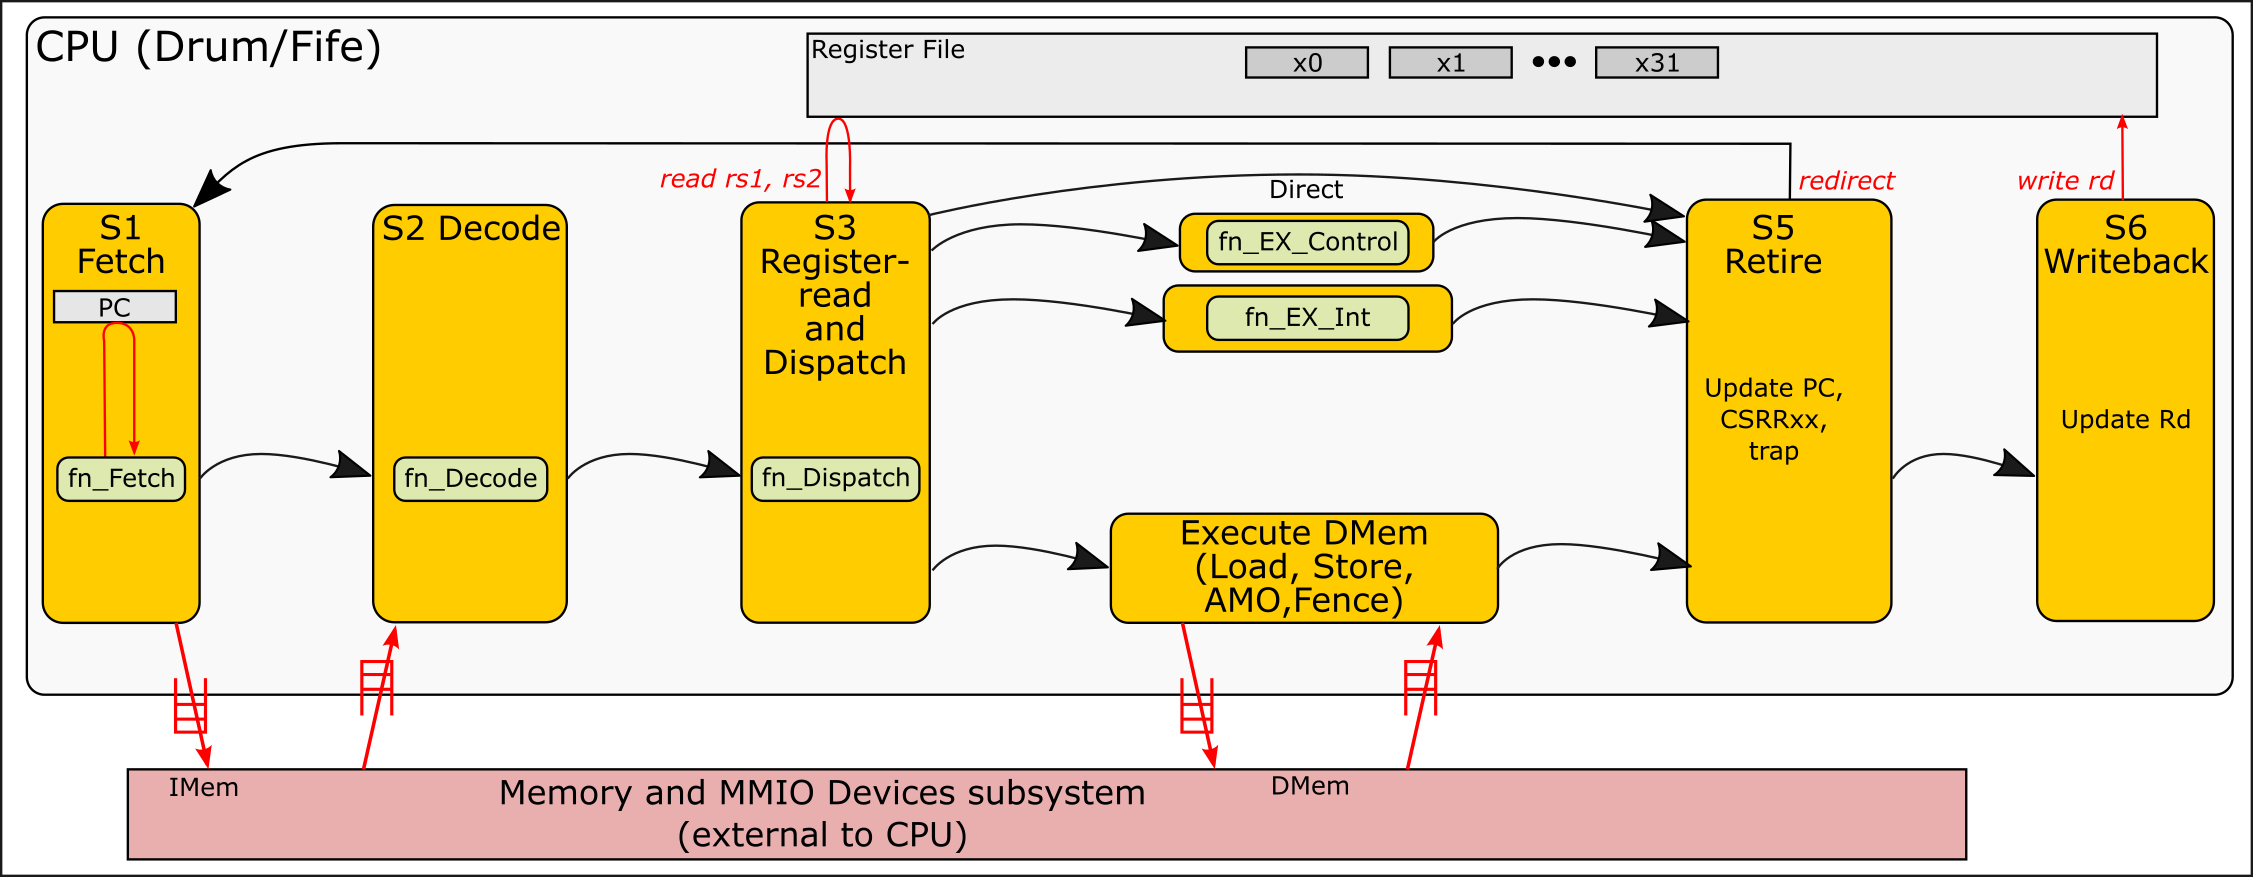 CPU (Drum/Fife)
Register File
x0
x1
•••
x31
read rs1, rs2
Direct
redirect
write rd
S1
Fetch
PC
fn_Fetch
S2 Decode
fn_Decode
S3
Register-
read
and
Dispatch
fn_Dispatch
fn_EX_Control
fn_EX_Int
Execute DMem
(Load, Store,
AMO,Fence)
S5
Retire
Update PC,
CSRRxx,
trap
S6
Writeback
Update Rd
IMem
Memory and MMIO Devices subsystem
(external to CPU)
DMem